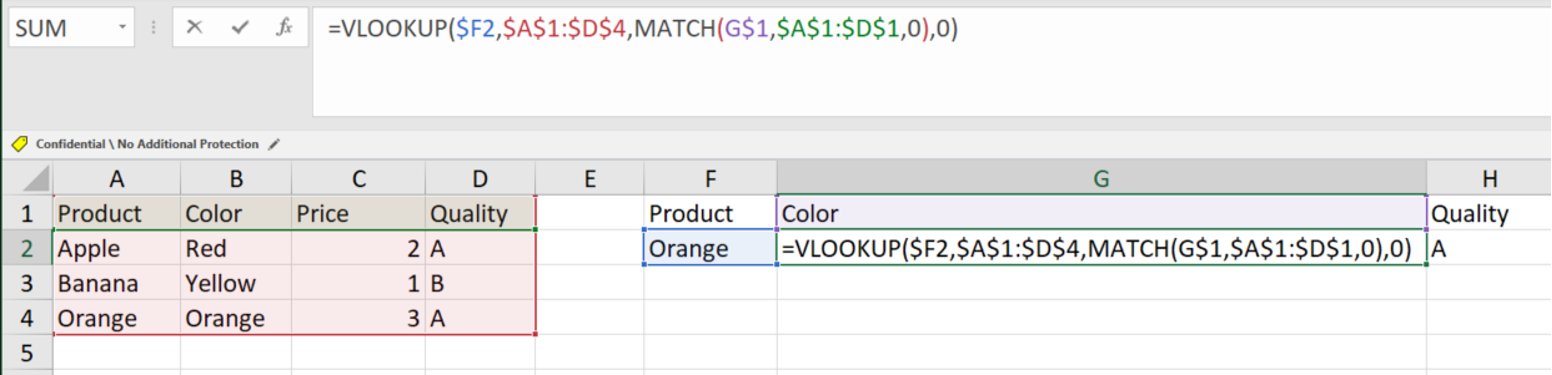 SUM fx =VLOOKUP($F2,$A$1:$D$4,MATCH(G$1,$A$1:$D$1,0),0)
Confidential \ No Additional Protection
A B C D E F G H
1 Product Color Price Quality Product Color Quality
2 Apple Red 2 A Orange =VLOOKUP($F2,$A$1:$D$4,MATCH(G$1,$A$1:$D$1,0),0) A
3 Banana Yellow 1 B
4 Orange Orange 3 A
5